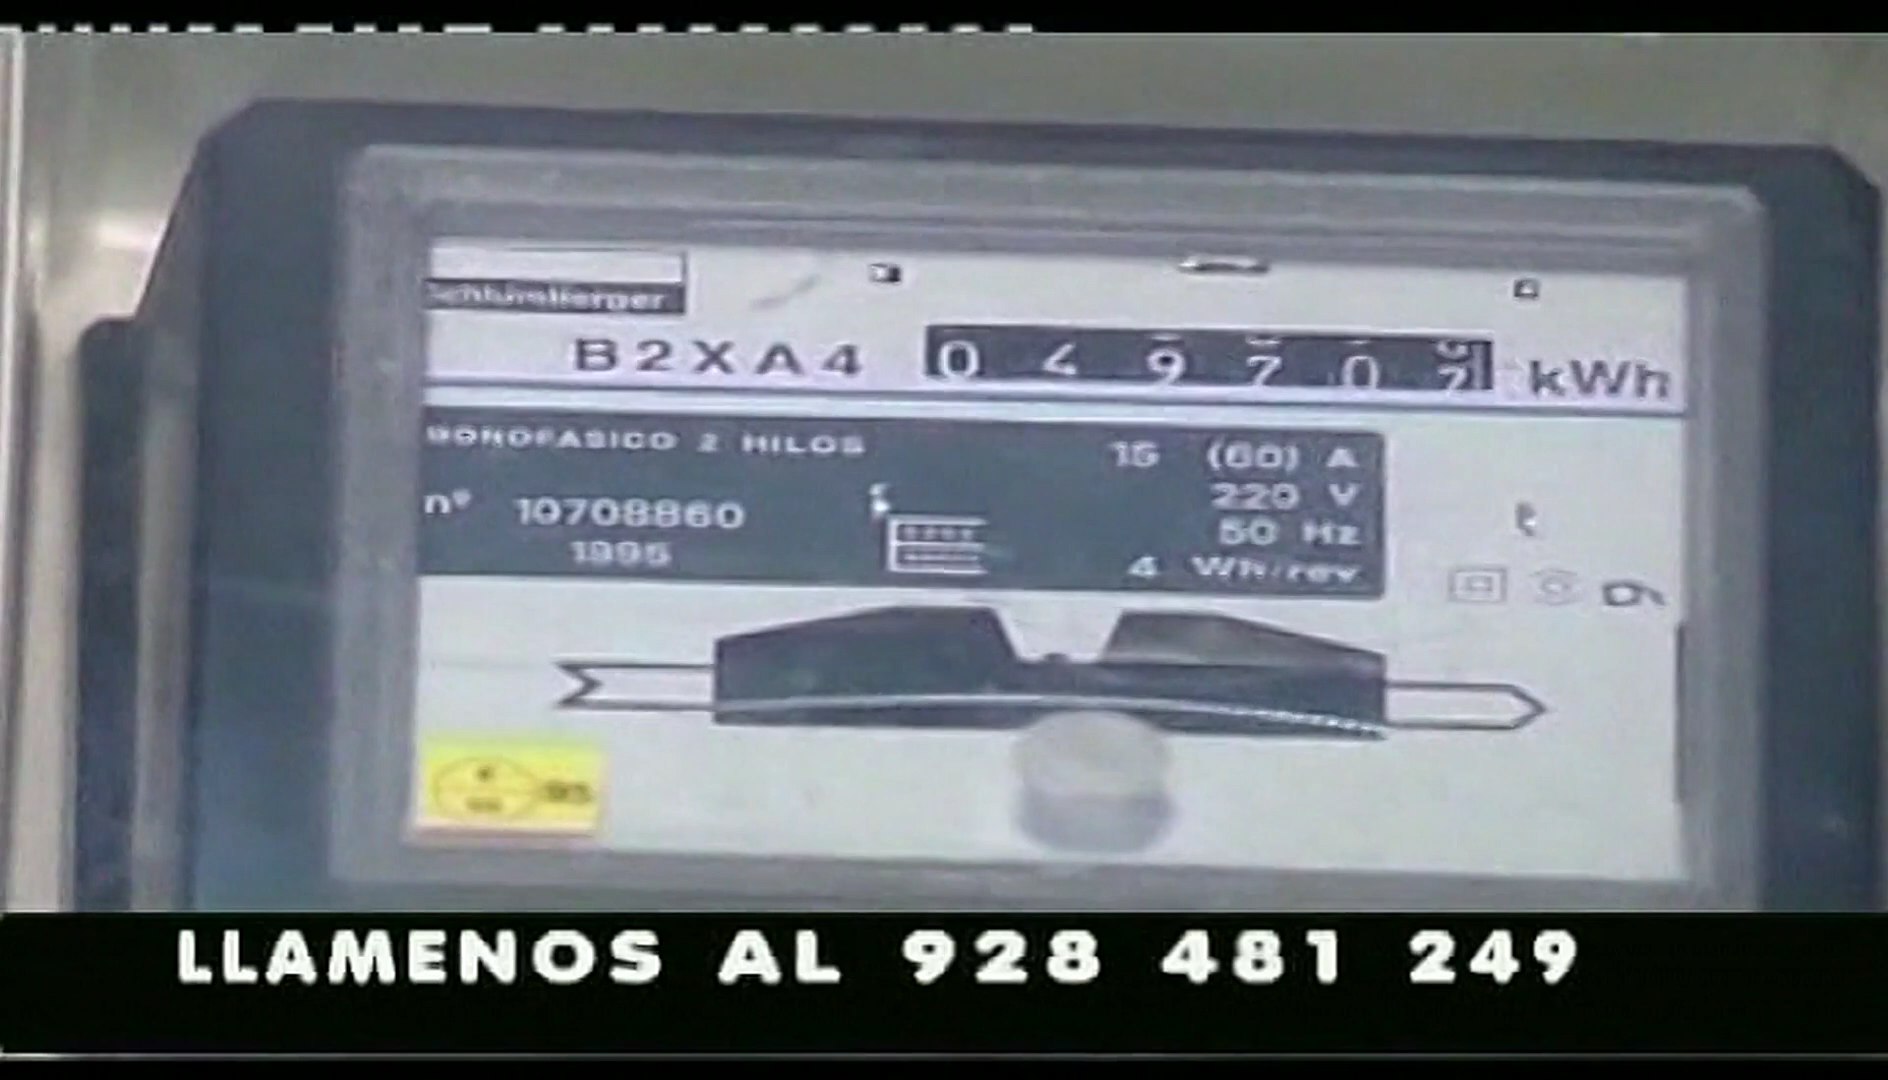 Schlumberger
B2XA4 0 4 9 7 0 kWh
MONOFASICO 2 HILOS 15 (60) A
220 V
nº 10708860
50 Hz
1995
4 Wh/rev
95
LLAMENOS AL 928 481 249